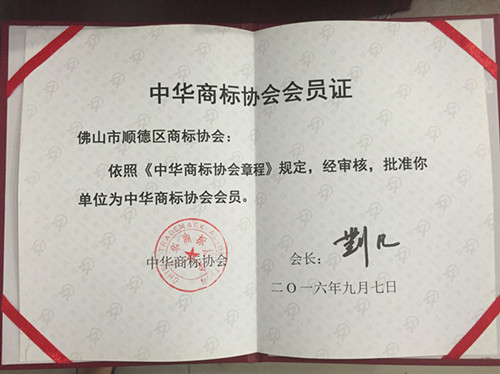 中华商标协会会员证
佛山市顺德区商标协会：
依照《中华商标协会章程》规定，经审核，批准你
单位为中华商标协会会员。
中华商标协会
会长：
二〇一六年九月七日